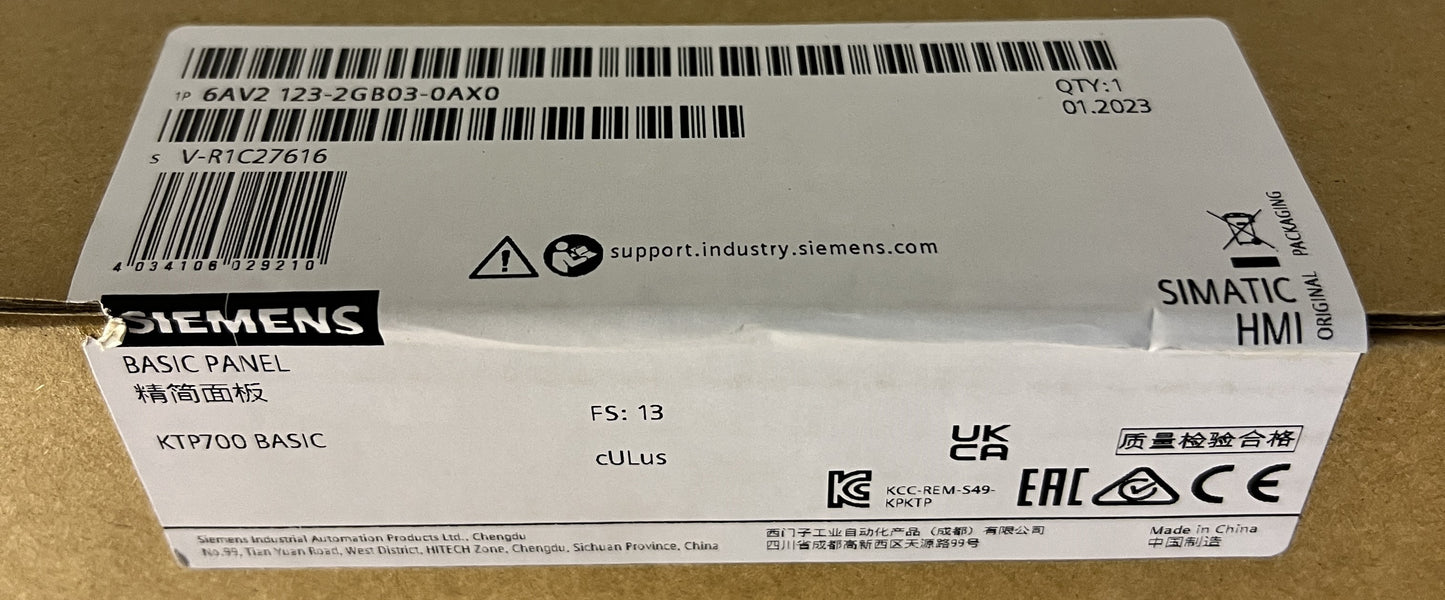 1P 6AV2 123-2GB03-0AX0
QTY:1
01.2023
S V-R1C27616
4 034106 029210
support.industry.siemens.com
ORIGINAL PACKAGING
SIMATIC
HMI
SIEMENS
BASIC PANEL
精简面板
KTP700 BASIC
FS: 13
cULus
UK
CA
质量检验合格
KC
KCC-REM-S49-
KPKTP
EAC
CE
Siemens Industrial Automation Products Ltd., Chengdu
No.99, Tian Yuan Road, West District, HITECH Zone, Chengdu, Sichuan Province, China
西门子工业自动化产品（成都）有限公司
四川省成都高新西区天源路99号
Made in China
中国制造